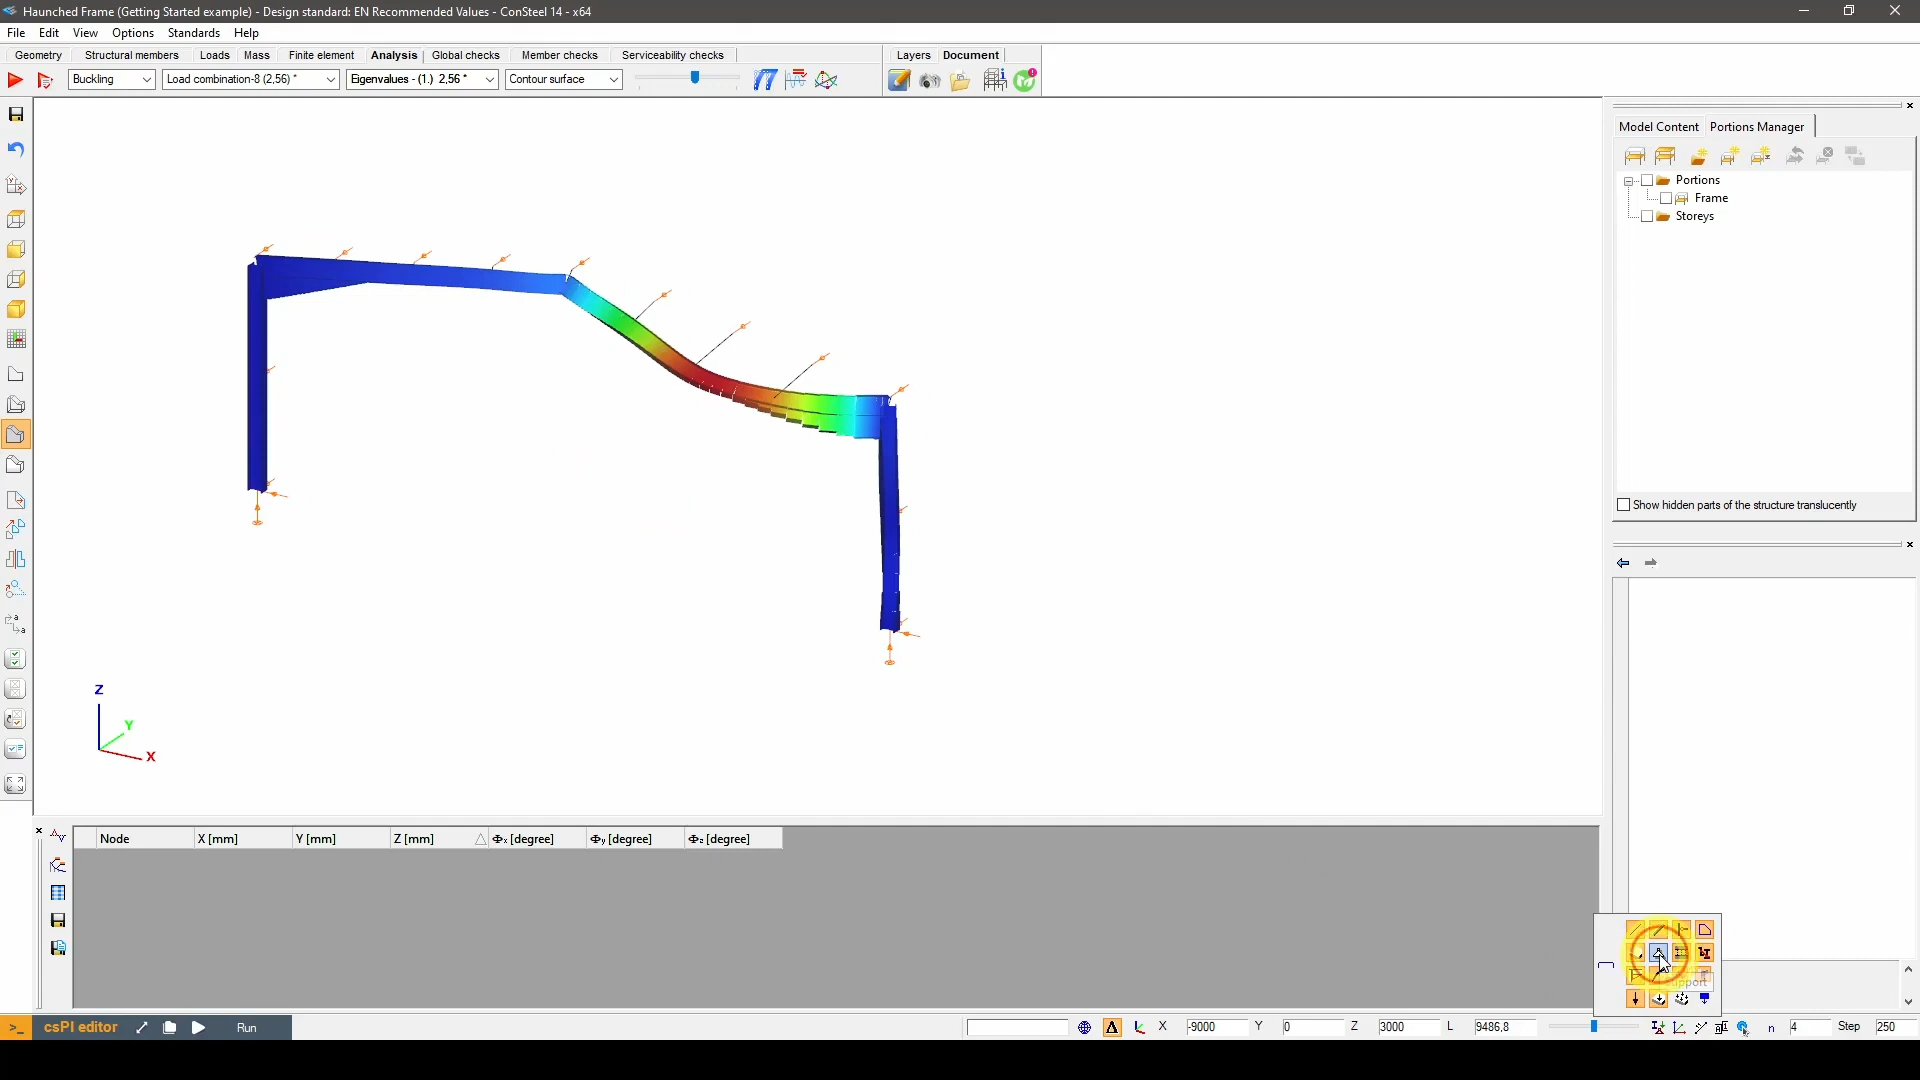 Haunched Frame (Getting Started example) - Design standard: EN Recommended Values - ConSteel 14 - x64
File Edit View Options Standards Help
Geometry Structural members Loads Mass Finite element Analysis Global checks Member checks Serviceability checks Layers Document
Buckling Load combination-8 (2,56) * Eigenvalues - (1.) 2,56 * Contour surface
Model Content Portions Manager
Portions
Frame
Storeys
Show hidden parts of the structure translucently
Z
Y
X
Node X [mm] Y [mm] Z [mm] Φx [degree] Φy [degree] Φz [degree]
Support
>_ csPI editor Run X -9000 Y 0 Z 3000 L 9486,8 n 4 Step 250